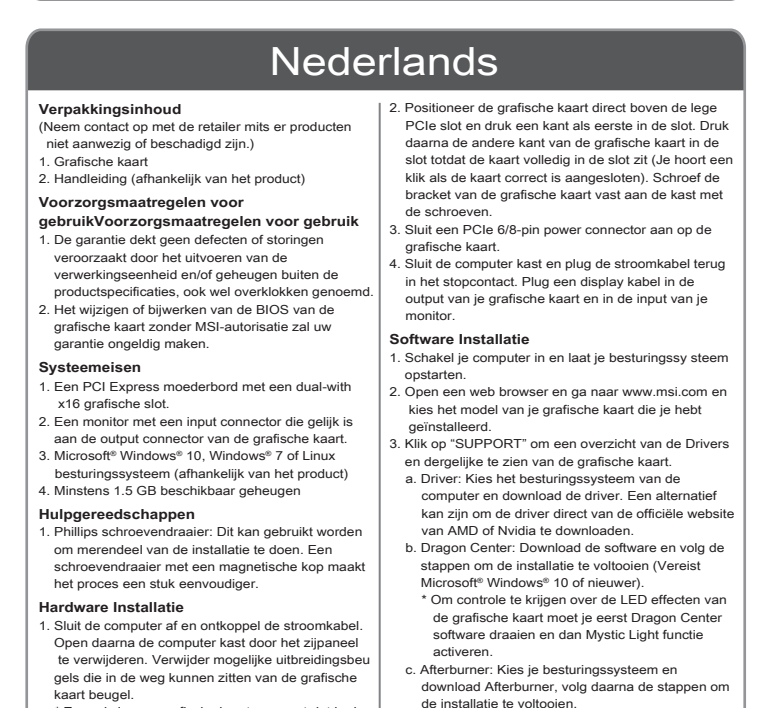 Nederlands
Verpakkingsinhoud
(Neem contact op met de retailer mits er producten
niet aanwezig of beschadigd zijn.)
1. Grafische kaart
2. Handleiding (afhankelijk van het product)
Voorzorgsmaatregelen voor
gebruikVoorzorgsmaatregelen voor gebruik
1. De garantie dekt geen defecten of storingen
veroorzaakt door het uitvoeren van de
verwerkingseenheid en/of geheugen buiten de
productspecificaties, ook wel overklokken genoemd.
2. Het wijzigen of bijwerken van de BIOS van de
grafische kaart zonder MSI-autorisatie zal uw
garantie ongeldig maken.
Systeemeisen
1. Een PCI Express moederbord met een dual-with
x16 grafische slot.
2. Een monitor met een input connector die gelijk is
aan de output connector van de grafische kaart.
3. Microsoft® Windows® 10, Windows® 7 of Linux
besturingssysteem (afhankelijk van het product)
4. Minstens 1.5 GB beschikbaar geheugen
Hulpgereedschappen
1. Phillips schroevendraaier: Dit kan gebruikt worden
om merendeel van de installatie te doen. Een
schroevendraaier met een magnetische kop maakt
het proces een stuk eenvoudiger.
Hardware Installatie
1. Sluit de computer af en ontkoppel de stroomkabel.
Open daarna de computer kast door het zijpaneel
te verwijderen. Verwijder mogelijke uitbreidingsbeu
gels die in de weg kunnen zitten van de grafische
kaart beugel.
2. Positioneer de grafische kaart direct boven de lege
PCIe slot en druk een kant als eerste in de slot. Druk
daarna de andere kant van de grafische kaart in de
slot totdat de kaart volledig in de slot zit (Je hoort een
klik als de kaart correct is aangesloten). Schroef de
bracket van de grafische kaart vast aan de kast met
de schroeven.
3. Sluit een PCIe 6/8-pin power connector aan op de
grafische kaart.
4. Sluit de computer kast en plug de stroomkabel terug
in het stopcontact. Plug een display kabel in de
output van je grafische kaart en in de input van je
monitor.
Software Installatie
1. Schakel je computer in en laat je besturingssy steem
opstarten.
2. Open een web browser en ga naar www.msi.com en
kies het model van je grafische kaart die je hebt
geïnstalleerd.
3. Klik op “SUPPORT” om een overzicht van de Drivers
en dergelijke te zien van de grafische kaart.
a. Driver: Kies het besturingssysteem van de
computer en download de driver. Een alternatief
kan zijn om de driver direct van de officiële website
van AMD of Nvidia te downloaden.
b. Dragon Center: Download de software en volg de
stappen om de installatie te voltooien (Vereist
Microsoft® Windows® 10 of nieuwer).
* Om controle te krijgen over de LED effecten van
de grafische kaart moet je eerst Dragon Center
software draaien en dan Mystic Light functie
activeren.
c. Afterburner: Kies je besturingssysteem en
download Afterburner, volg daarna de stappen om
de installatie te voltooien.